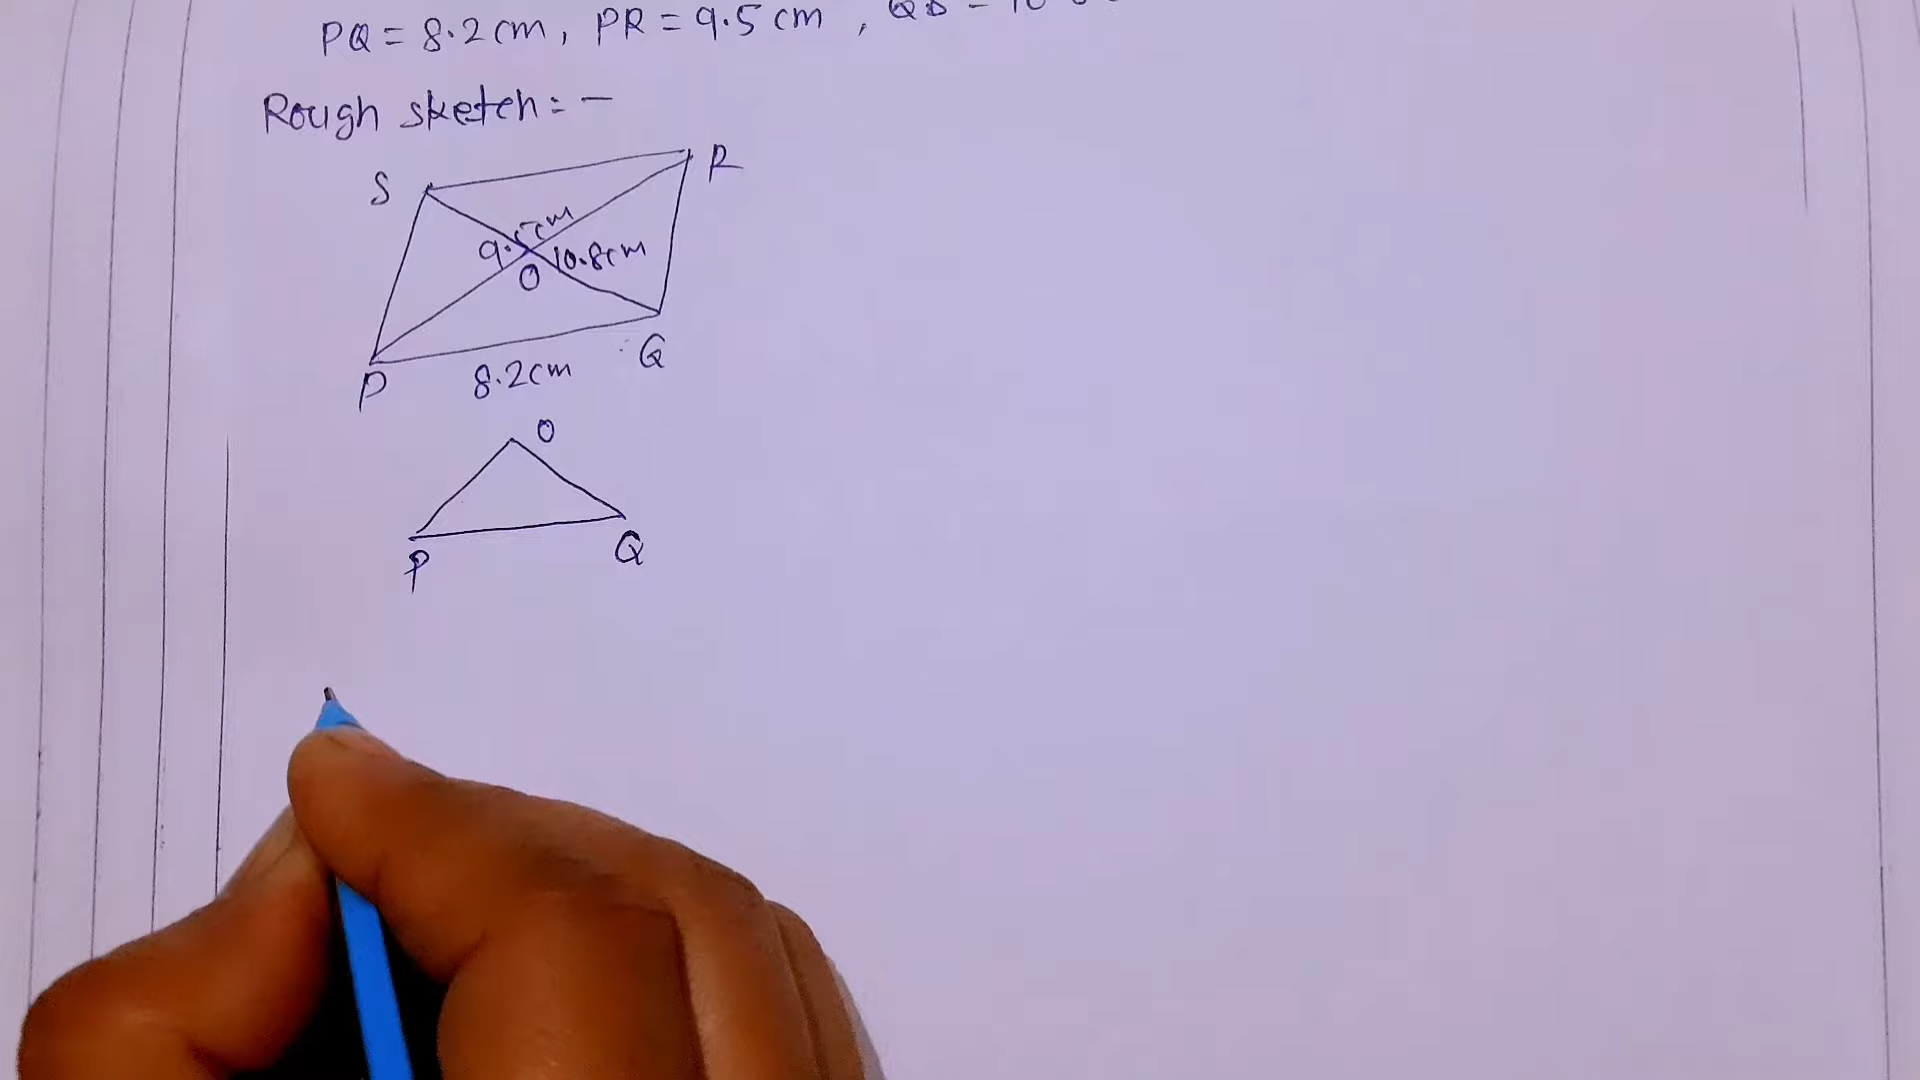 PQ = 8.2 cm, PR = 9.5 cm,
Rough sketch: -
S
R
9.5cm
10.8cm
O
P
8.2cm
Q
O
P
Q